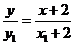 y/y₁ = (x+2)/(x₁+2)